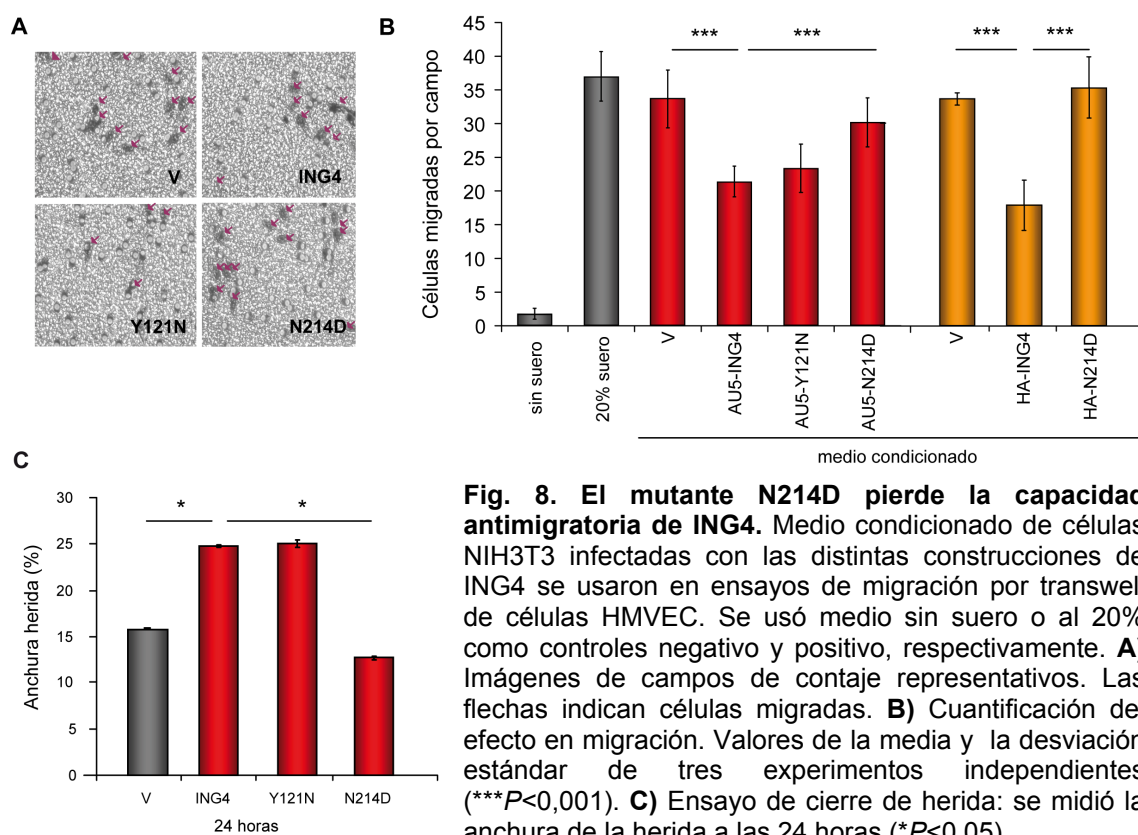 A
V
ING4
Y121N
N214D
B
Células migradas por campo
45
40
35
30
25
20
15
10
5
0
*** *** *** ***
sin suero
20% suero
V
AU5-ING4
AU5-Y121N
AU5-N214D
V
HA-ING4
HA-N214D
medio condicionado
C
Anchura herida (%)
30
25
20
15
10
5
0
* *
V ING4 Y121N N214D
24 horas
Fig. 8. El mutante N214D pierde la capacidad
antimigratoria de ING4. Medio condicionado de células
NIH3T3 infectadas con las distintas construcciones de
ING4 se usaron en ensayos de migración por transwel
de células HMVEC. Se usó medio sin suero o al 20%
como controles negativo y positivo, respectivamente. A)
Imágenes de campos de contaje representativos. Las
flechas indican células migradas. B) Cuantificación de
efecto en migración. Valores de la media y la desviación
estándar de tres experimentos independientes
(***P<0,001). C) Ensayo de cierre de herida: se midió la
anchura de la herida a las 24 horas (*P<0,05)